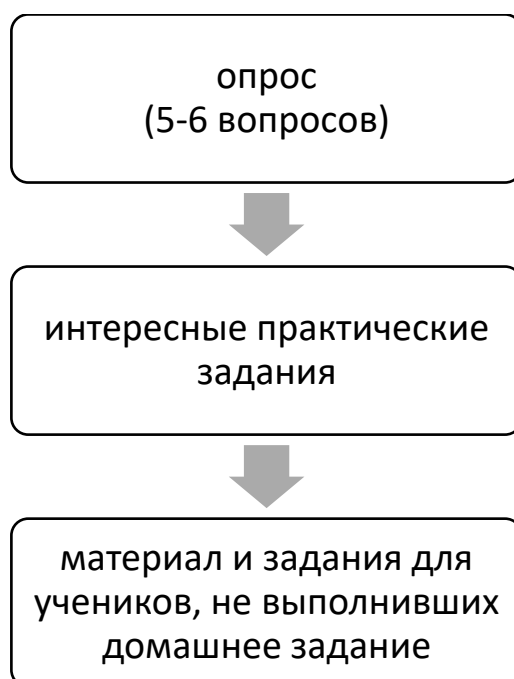 опрос
(5-6 вопросов)
интересные практические
задания
материал и задания для
учеников, не выполнивших
домашнее задание